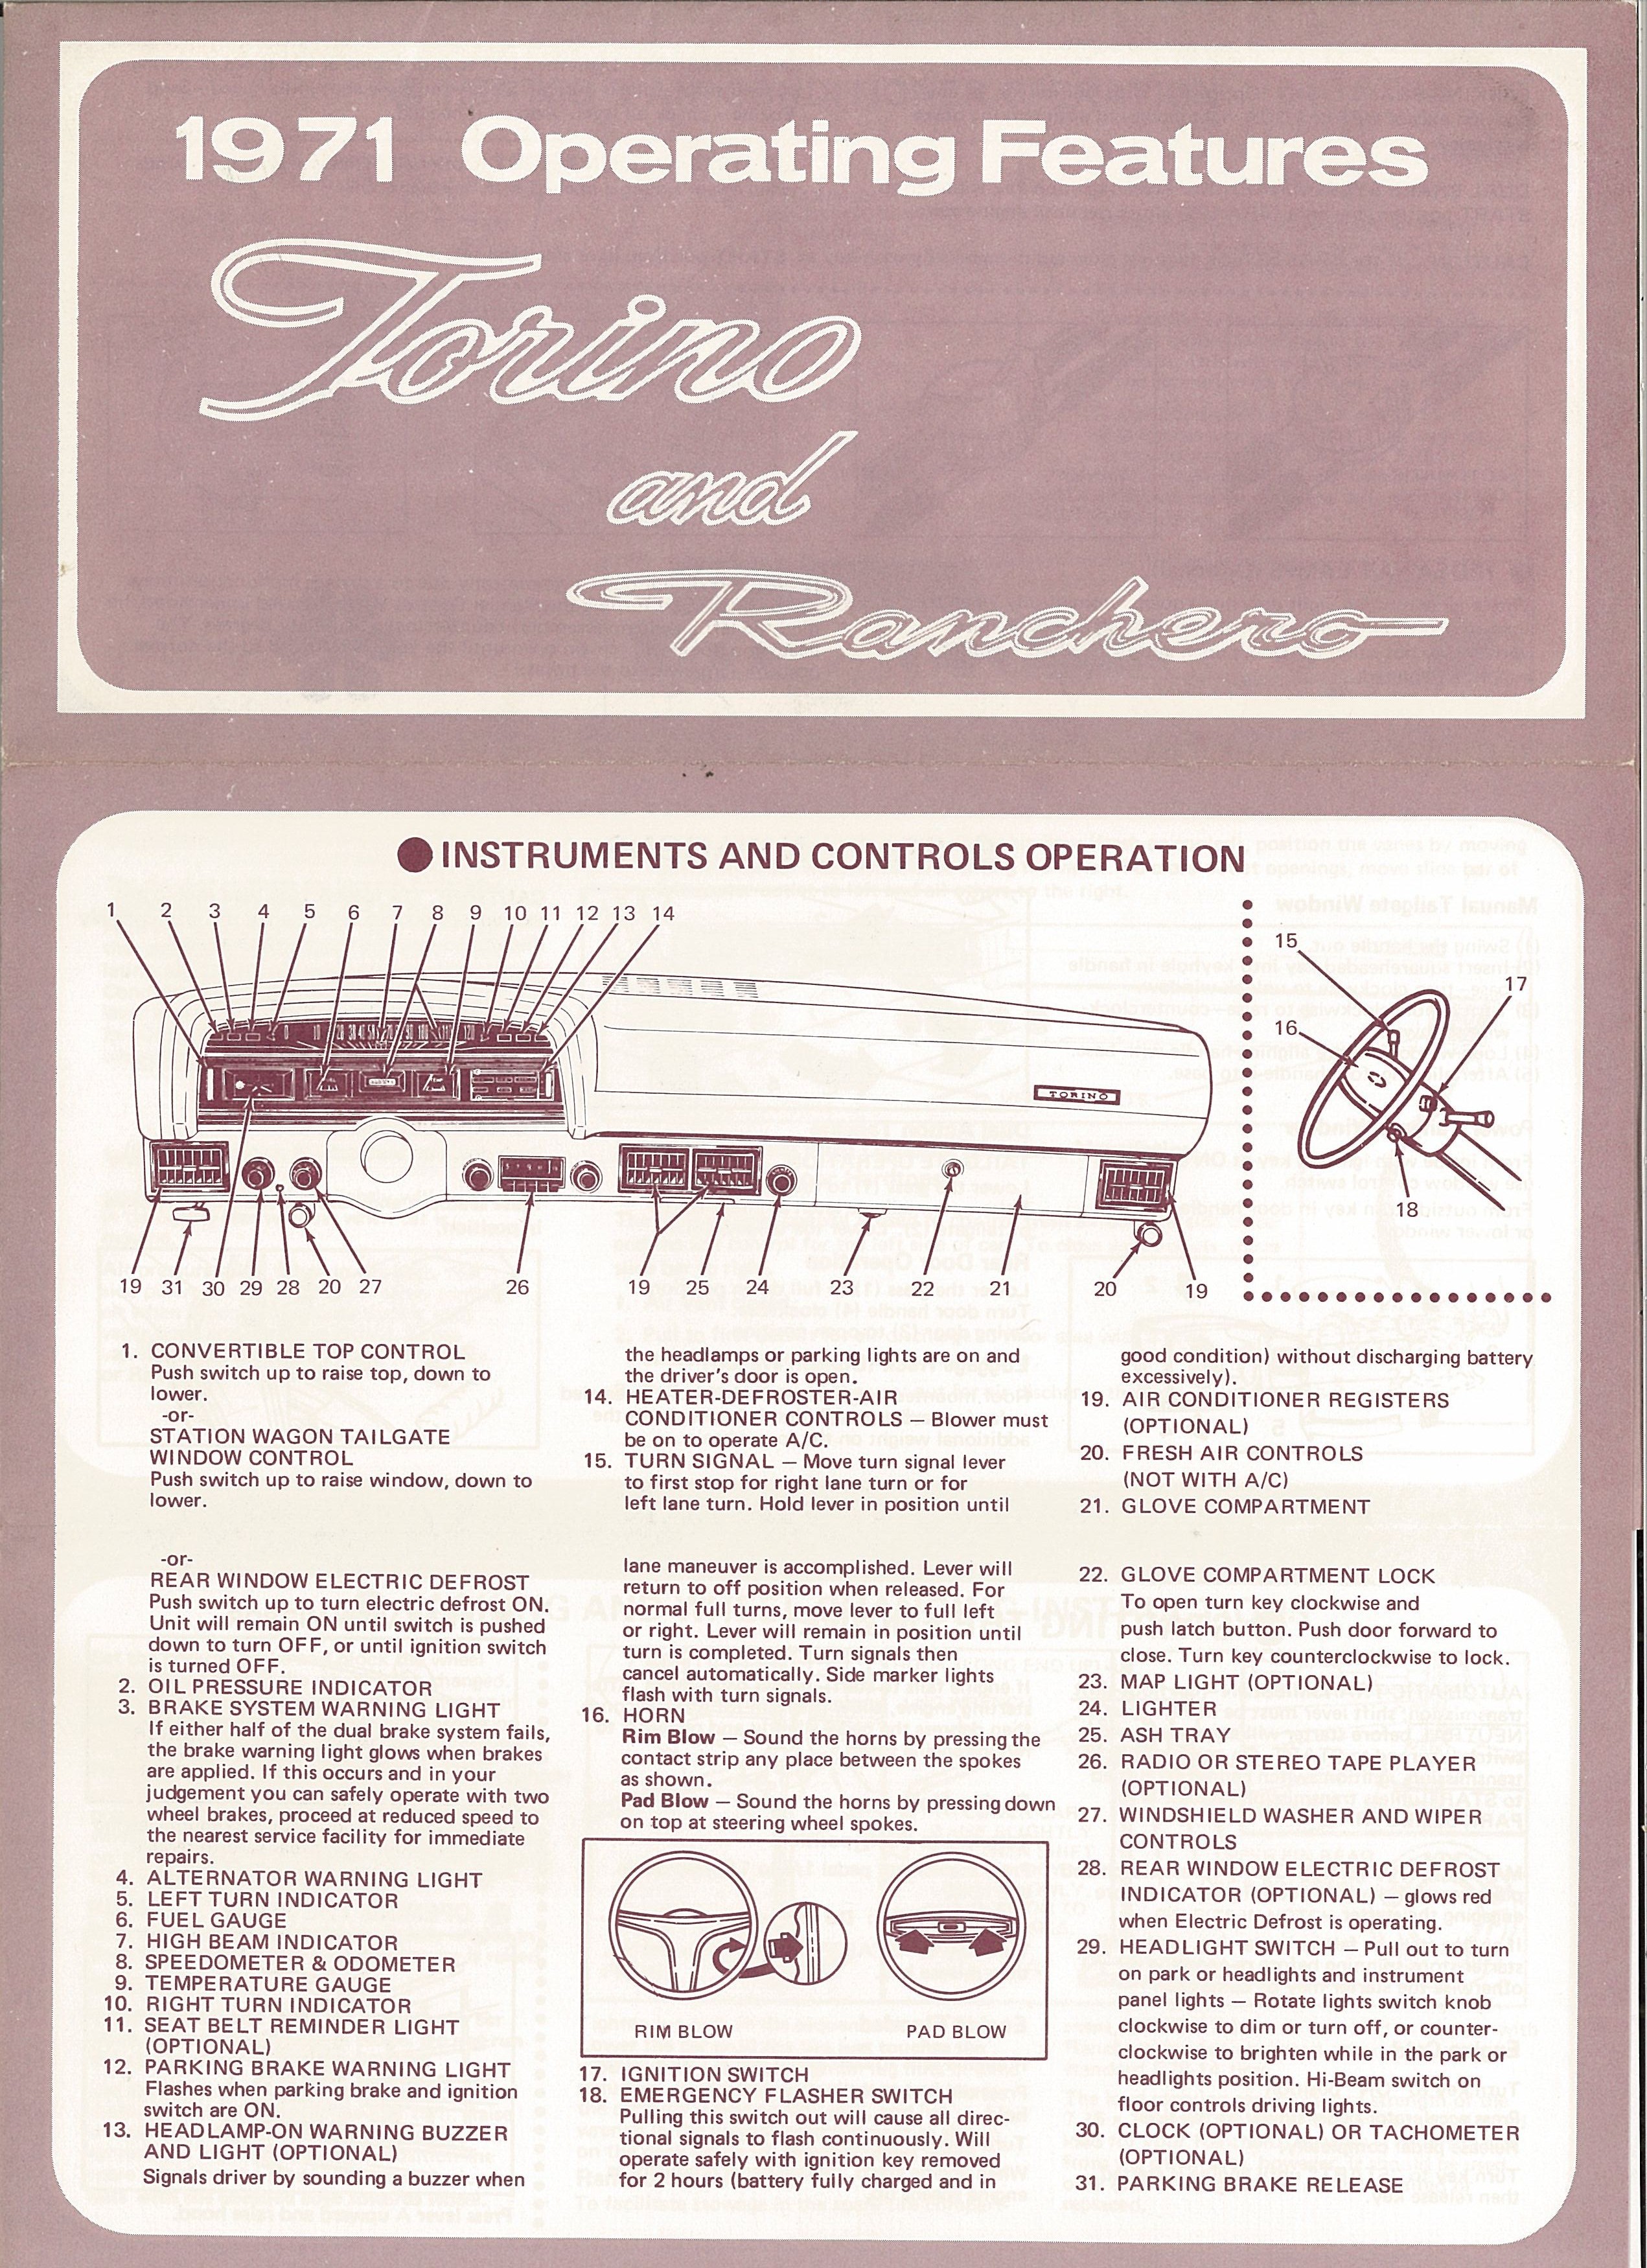 1971 Operating Features
Torino
and
Ranchero
INSTRUMENTS AND CONTROLS OPERATION
1 2 3 4 5 6 7 8 9 10 11 12 13 14
15
17
16
18
TORINO
19 31 30 29 28 20 27 26 19 25 24 23 22 21 20 19
1. CONVERTIBLE TOP CONTROL
Push switch up to raise top, down to
lower.
-or-
STATION WAGON TAILGATE
WINDOW CONTROL
Push switch up to raise window, down to
lower.
-or-
REAR WINDOW ELECTRIC DEFROST
Push switch up to turn electric defrost ON.
Unit will remain ON until switch is pushed
down to turn OFF, or until ignition switch
is turned OFF.
2. OIL PRESSURE INDICATOR
3. BRAKE SYSTEM WARNING LIGHT
If either half of the dual brake system fails,
the brake warning light glows when brakes
are applied. If this occurs and in your
judgement you can safely operate with two
wheel brakes, proceed at reduced speed to
the nearest service facility for immediate
repairs.
4. ALTERNATOR WARNING LIGHT
5. LEFT TURN INDICATOR
6. FUEL GAUGE
7. HIGH BEAM INDICATOR
8. SPEEDOMETER & ODOMETER
9. TEMPERATURE GAUGE
10. RIGHT TURN INDICATOR
11. SEAT BELT REMINDER LIGHT
(OPTIONAL)
12. PARKING BRAKE WARNING LIGHT
Flashes when parking brake and ignition
switch are ON.
13. HEADLAMP-ON WARNING BUZZER
AND LIGHT (OPTIONAL)
Signals driver by sounding a buzzer when
the headlamps or parking lights are on and
the driver's door is open.
14. HEATER-DEFROSTER-AIR
CONDITIONER CONTROLS — Blower must
be on to operate A/C.
15. TURN SIGNAL — Move turn signal lever
to first stop for right lane turn or for
left lane turn. Hold lever in position until
lane maneuver is accomplished. Lever will
return to off position when released. For
normal full turns, move lever to full left
or right. Lever will remain in position until
turn is completed. Turn signals then
cancel automatically. Side marker lights
flash with turn signals.
16. HORN
Rim Blow — Sound the horns by pressing the
contact strip any place between the spokes
as shown.
Pad Blow — Sound the horns by pressing down
on top at steering wheel spokes.
RIM BLOW PAD BLOW
17. IGNITION SWITCH
18. EMERGENCY FLASHER SWITCH
Pulling this switch out will cause all direc-
tional signals to flash continuously. Will
operate safely with ignition key removed
for 2 hours (battery fully charged and in
good condition) without discharging battery
excessively).
19. AIR CONDITIONER REGISTERS
(OPTIONAL)
20. FRESH AIR CONTROLS
(NOT WITH A/C)
21. GLOVE COMPARTMENT
22. GLOVE COMPARTMENT LOCK
To open turn key clockwise and
push latch button. Push door forward to
close. Turn key counterclockwise to lock.
23. MAP LIGHT (OPTIONAL)
24. LIGHTER
25. ASH TRAY
26. RADIO OR STEREO TAPE PLAYER
(OPTIONAL)
27. WINDSHIELD WASHER AND WIPER
CONTROLS
28. REAR WINDOW ELECTRIC DEFROST
INDICATOR (OPTIONAL) — glows red
when Electric Defrost is operating.
29. HEADLIGHT SWITCH — Pull out to turn
on park or headlights and instrument
panel lights — Rotate lights switch knob
clockwise to dim or turn off, or counter-
clockwise to brighten while in the park or
headlights position. Hi-Beam switch on
floor controls driving lights.
30. CLOCK (OPTIONAL) OR TACHOMETER
(OPTIONAL)
31. PARKING BRAKE RELEASE